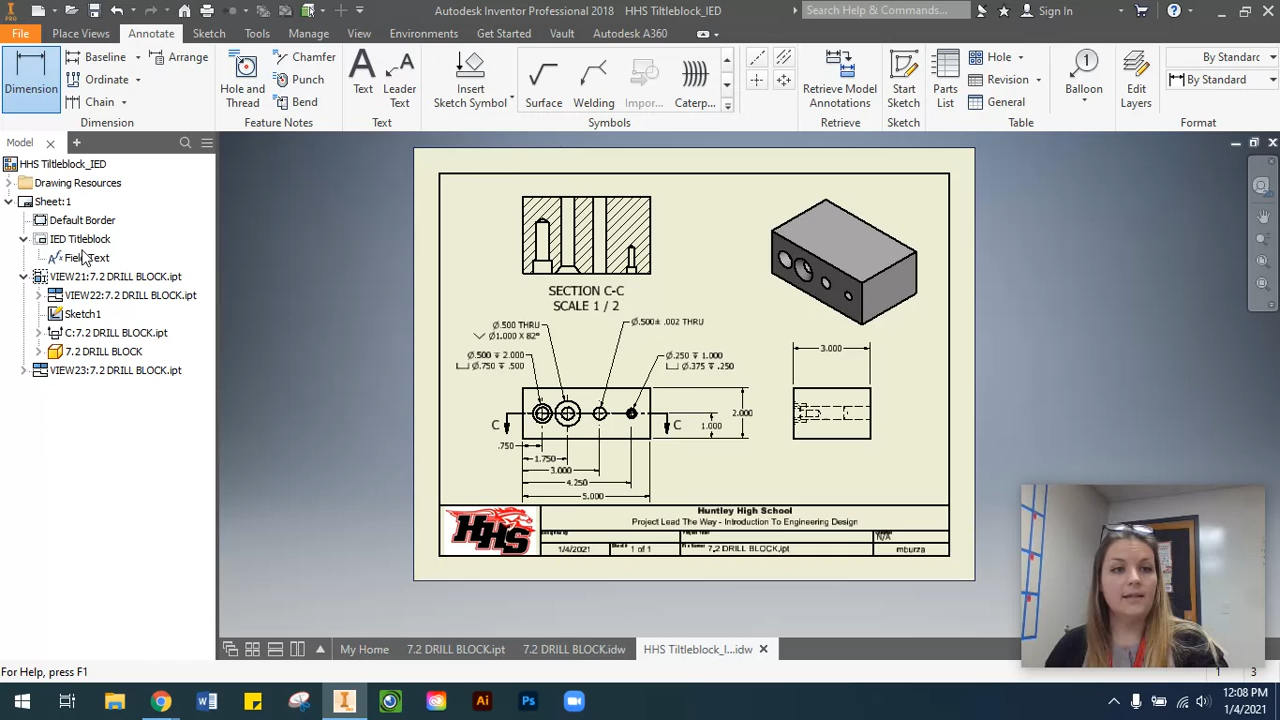 Autodesk Inventor Professional 2018 HHS Tiltleblock_IED
Search Help & Commands...
Sign In
File Place Views Annotate Sketch Tools Manage View Environments Get Started Vault Autodesk A360
Dimension
Baseline
Arrange
Ordinate
Chain
Dimension
Hole and Thread
Chamfer
Punch
Bend
Feature Notes
Text
Leader Text
Text
Insert Sketch Symbol
Surface
Welding
Impor...
Caterp...
Symbols
Retrieve Model Annotations
Retrieve
Start Sketch
Sketch
Parts List
Hole
Revision
General
Table
Balloon
Edit Layers
By Standarc
By Standarc
Format
Model
HHS Tiltleblock_IED
Drawing Resources
Sheet:1
Default Border
IED Titleblock
Field Text
VIEW21:7.2 DRILL BLOCK.ipt
VIEW22:7.2 DRILL BLOCK.ipt
Sketch1
C:7.2 DRILL BLOCK.ipt
7.2 DRILL BLOCK
VIEW23:7.2 DRILL BLOCK.ipt
SECTION C-C
SCALE 1 / 2
Ø.500 THRU
⌵ Ø1.000 X 82°
Ø.500±.002 THRU
Ø.500 ↧ 2.000
⌴ Ø.750 ↧ .500
Ø.250 ↧ 1.000
⌴ Ø.375 ↧ .250
3.000
2.000
1.000
C C
.750
1.750
3.000
4.250
5.000
HHS
Huntley High School
Project Lead The Way - Introduction To Engineering Design
N/A
1/4/2021
1 of 1
7.2 DRILL BLOCK.ipt
mburza
My Home 7.2 DRILL BLOCK.ipt 7.2 DRILL BLOCK.idw HHS Tiltleblock_I...idw
For Help, press F1
1 3
12:08 PM
1/4/2021